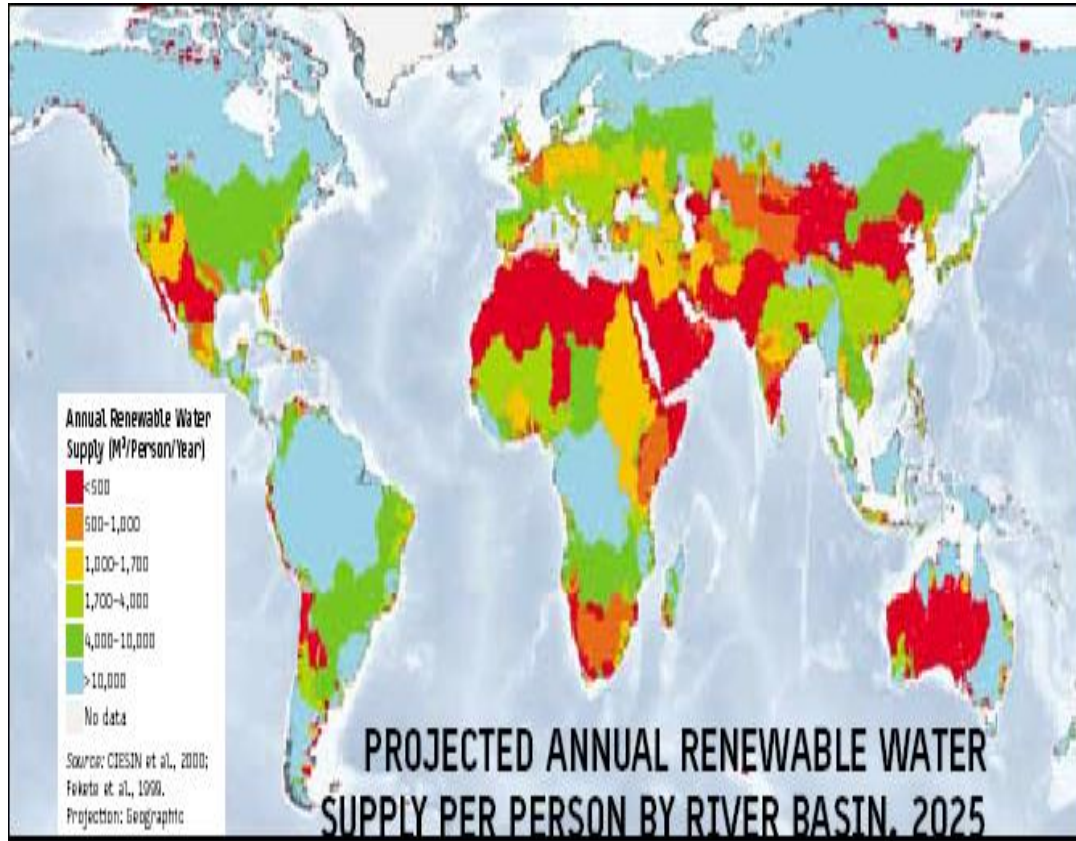 Annual Renewable Water
Supply (M³/Person/Year)
<500
500-1,000
1,000-1,700
1,700-4,000
4,000-10,000
>10,000
No data
Source: CIESIN et al., 2000;
Fekete et al., 1999.
Projection: Geographic
PROJECTED ANNUAL RENEWABLE WATER
SUPPLY PER PERSON BY RIVER BASIN, 2025